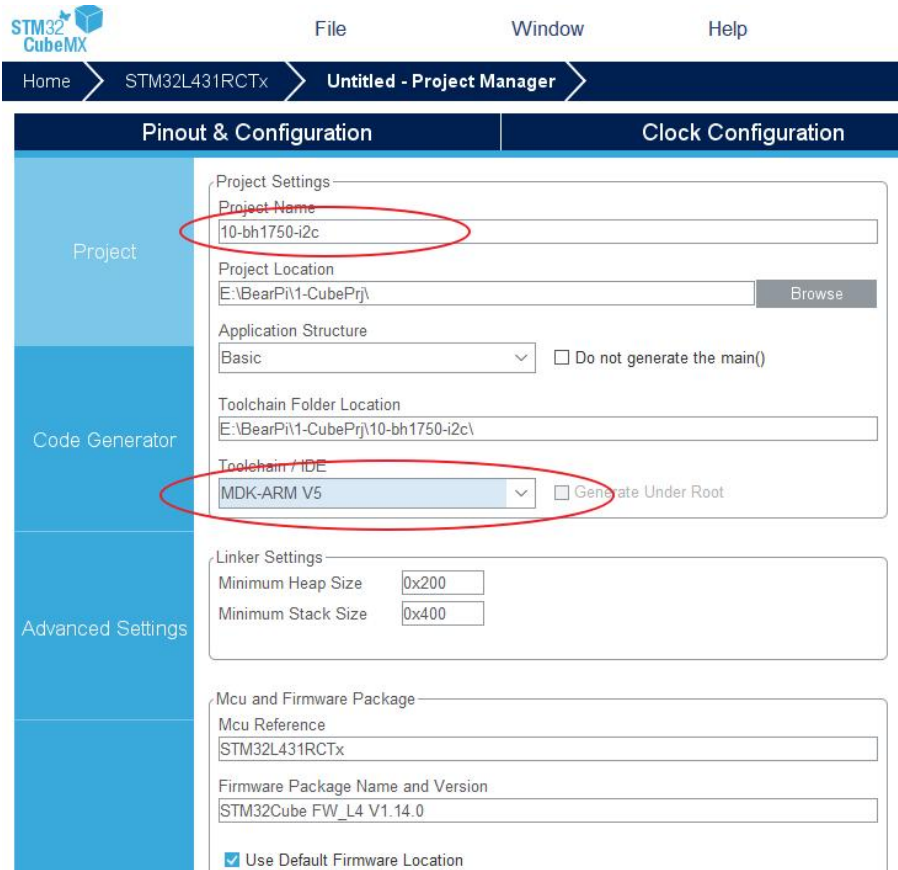 STM32
CubeMX
File
Window
Help
Home
STM32L431RCTx
Untitled - Project Manager
Pinout & Configuration
Clock Configuration
Project
Code Generator
Advanced Settings
Project Settings
Project Name
10-bh1750-i2c
Project Location
E:\BearPi\1-CubePrj\
Browse
Application Structure
Basic
Do not generate the main()
Toolchain Folder Location
E:\BearPi\1-CubePrj\10-bh1750-i2c\
Toolchain / IDE
MDK-ARM V5
Generate Under Root
Linker Settings
Minimum Heap Size
0x200
Minimum Stack Size
0x400
Mcu and Firmware Package
Mcu Reference
STM32L431RCTx
Firmware Package Name and Version
STM32Cube FW_L4 V1.14.0
Use Default Firmware Location